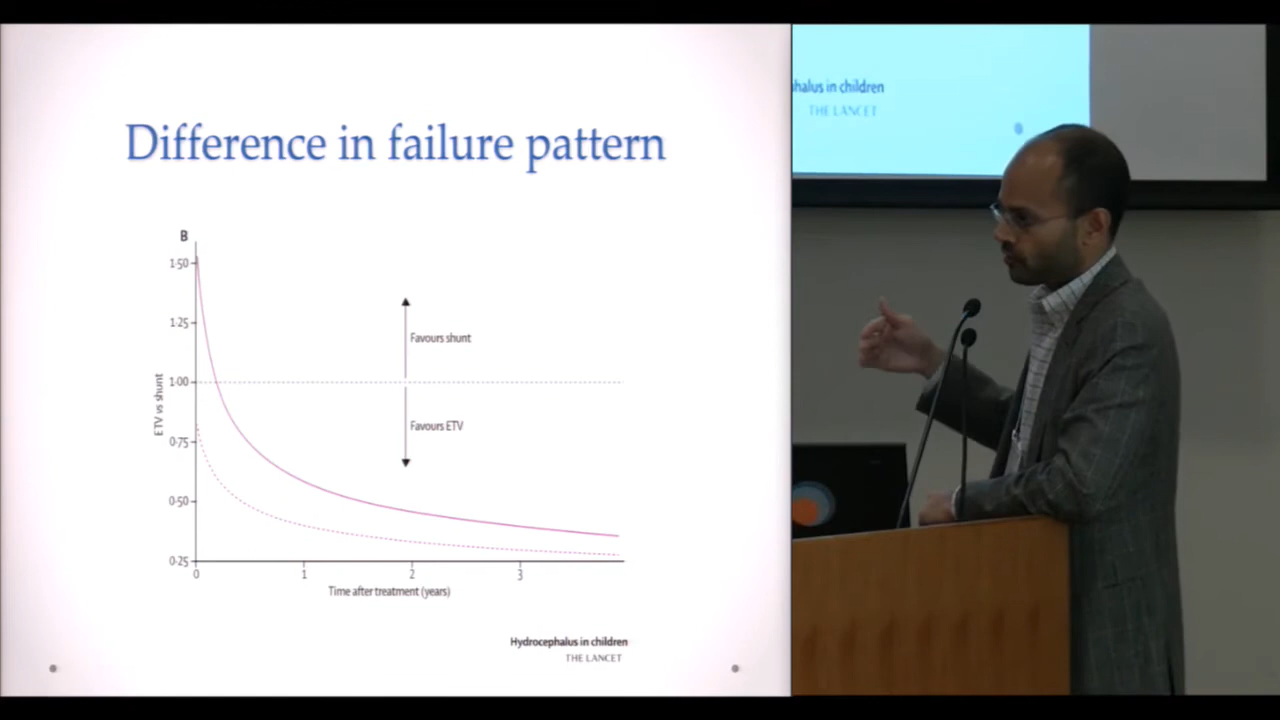 Difference in failure pattern
B
1·50
1·25
1·00
0·75
0·50
0·25
ETV vs shunt
Favours shunt
Favours ETV
0 1 2 3
Time after treatment (years)
Hydrocephalus in children
THE LANCET
halus in children
THE LANCET